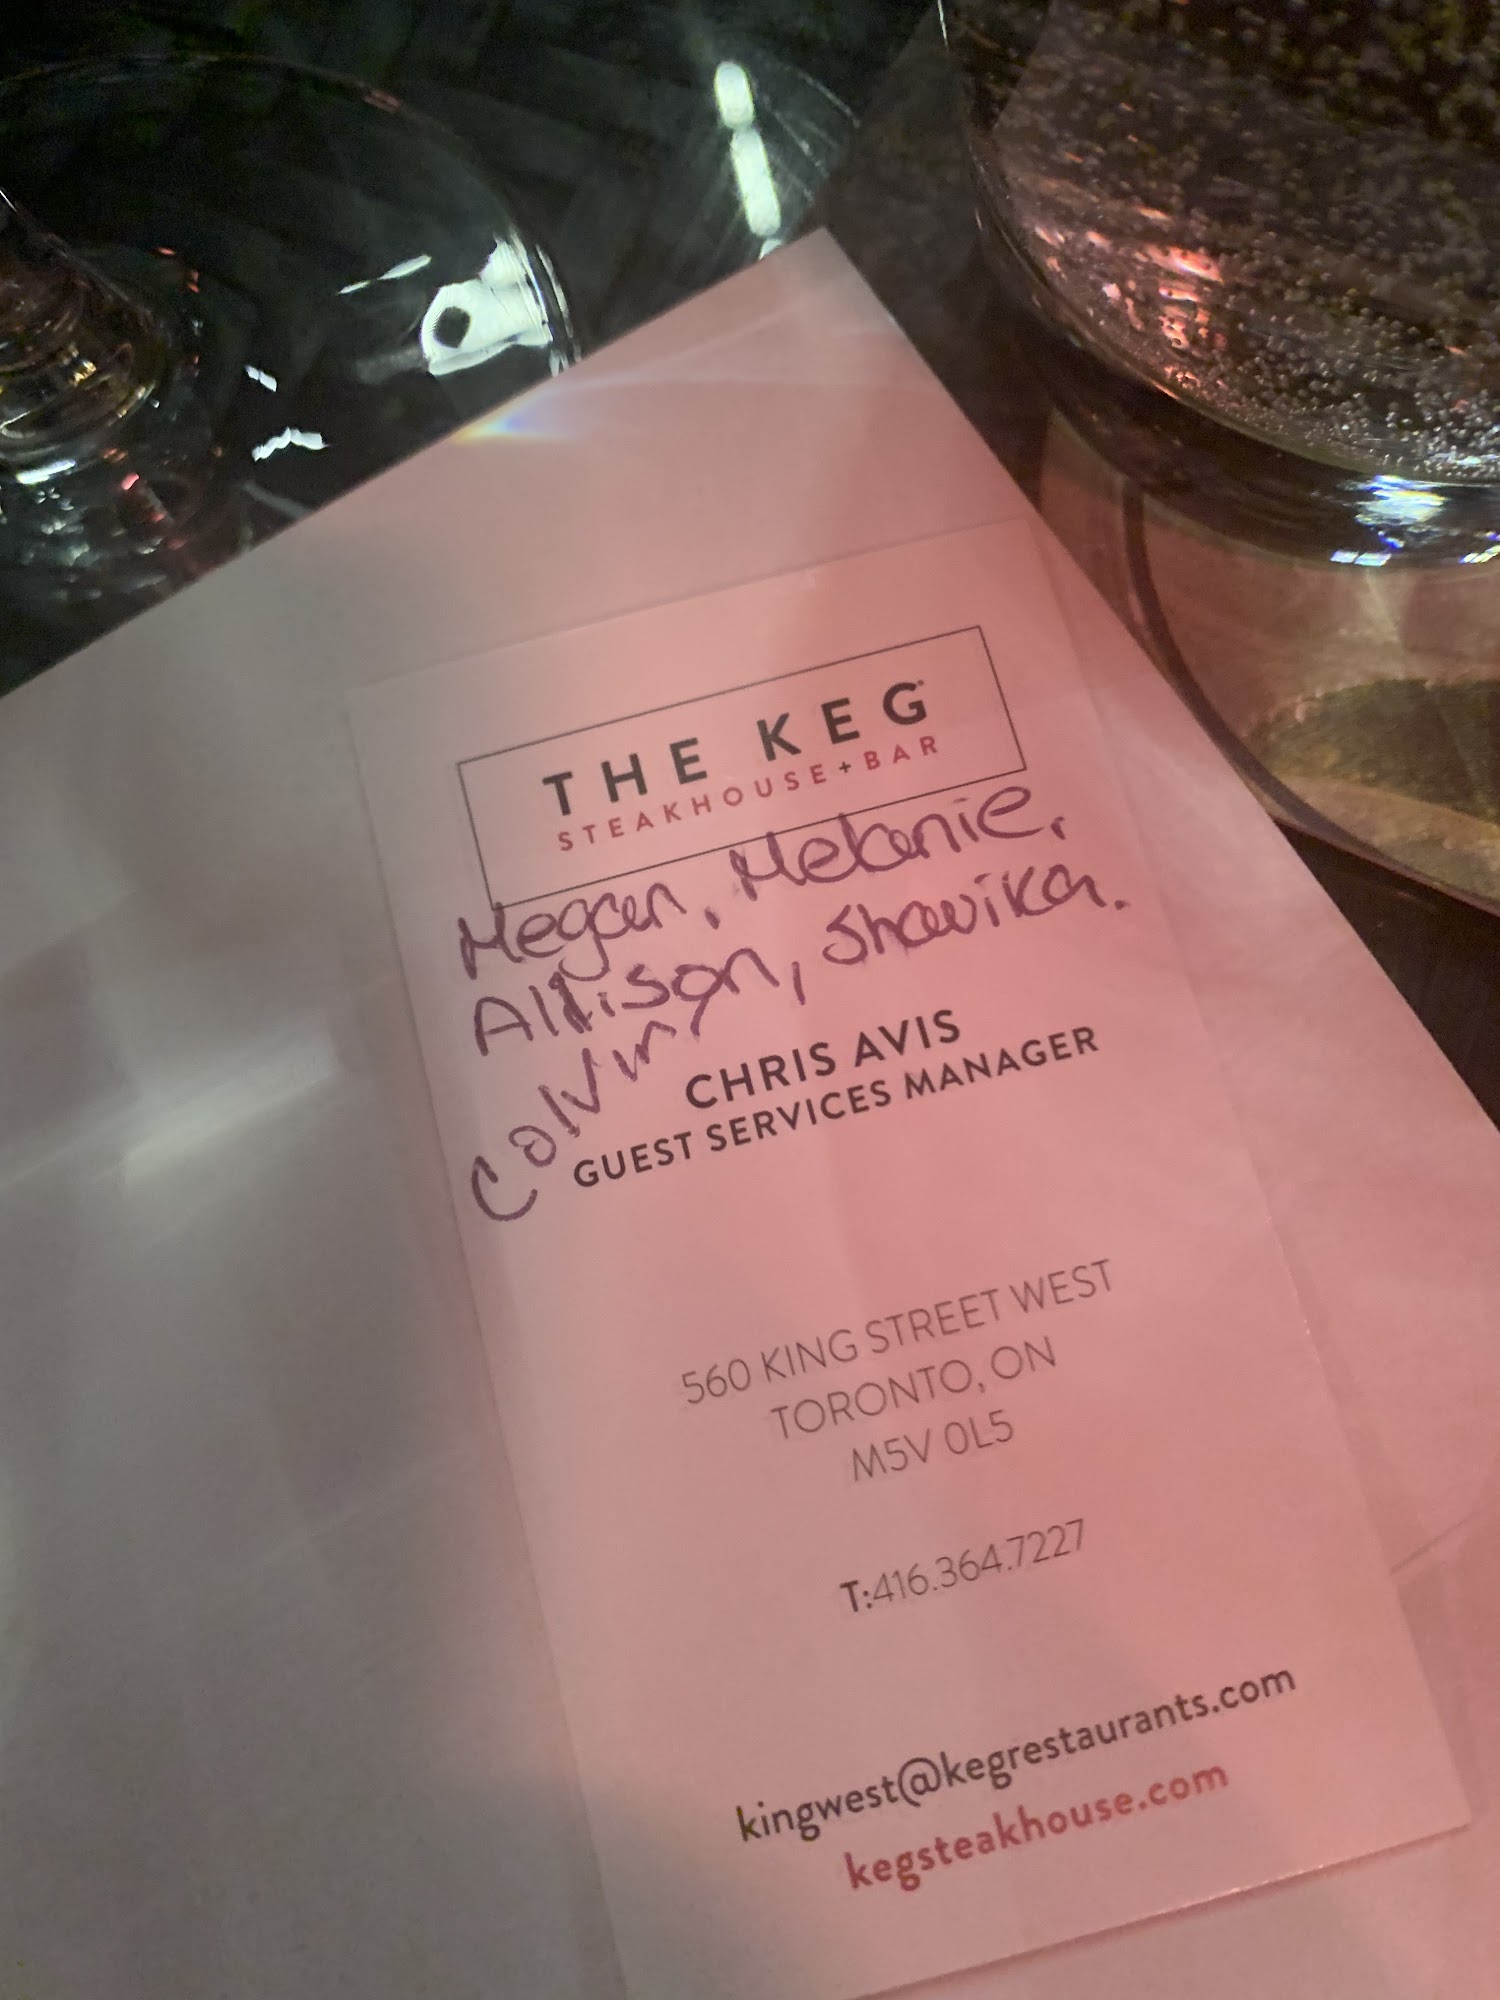 THE KEG
STEAKHOUSE + BAR
Megan, Melanie,
Allison, Shavika.
CHRIS AVIS
GUEST SERVICES MANAGER
560 KING STREET WEST
TORONTO, ON
M5V 0L5
T:416.364.7227
kingwest@kegrestaurants.com
kegsteakhouse.com